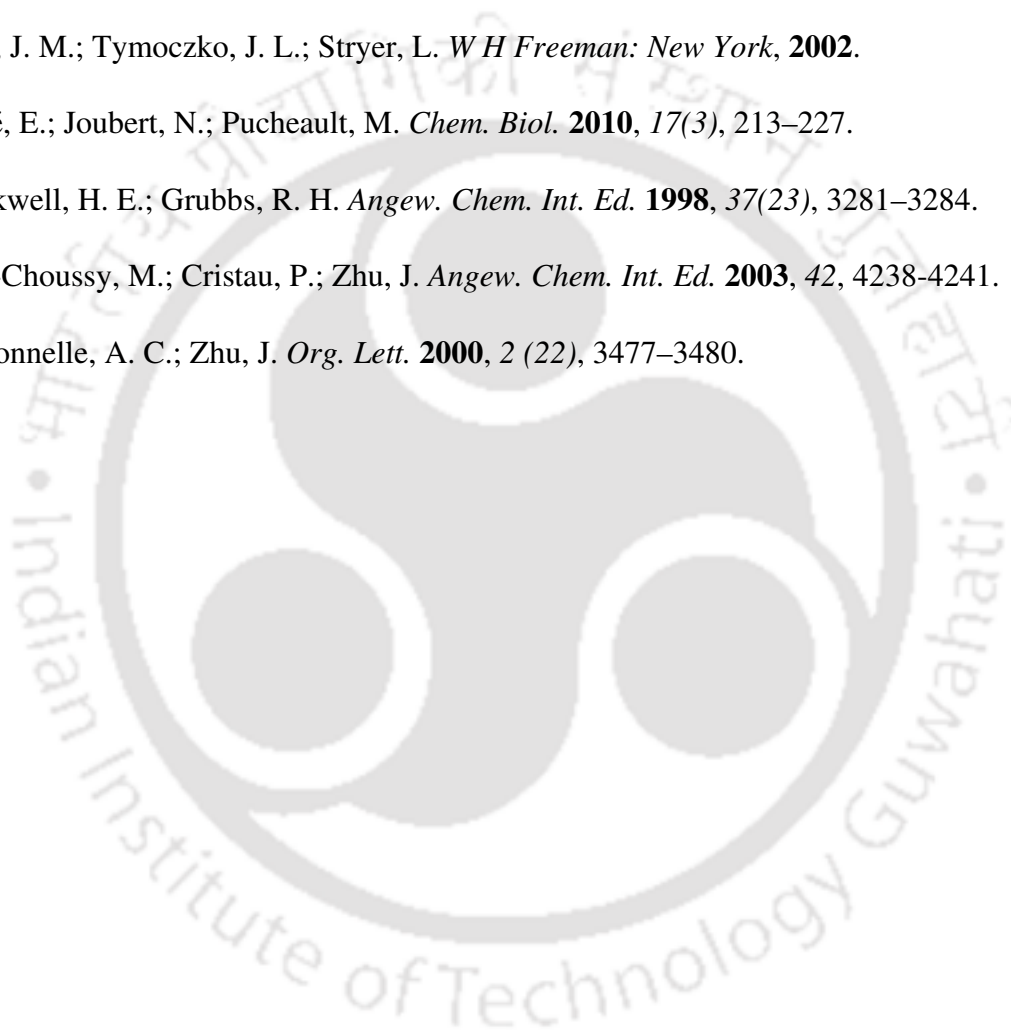 , J. M.; Tymoczko, J. L.; Stryer, L. W H Freeman: New York, 2002.
é, E.; Joubert, N.; Pucheault, M. Chem. Biol. 2010, 17(3), 213–227.
kwell, H. E.; Grubbs, R. H. Angew. Chem. Int. Ed. 1998, 37(23), 3281–3284.
Choussy, M.; Cristau, P.; Zhu, J. Angew. Chem. Int. Ed. 2003, 42, 4238-4241.
onnelle, A. C.; Zhu, J. Org. Lett. 2000, 2 (22), 3477–3480.
Indian Institute of Technology Guwahati